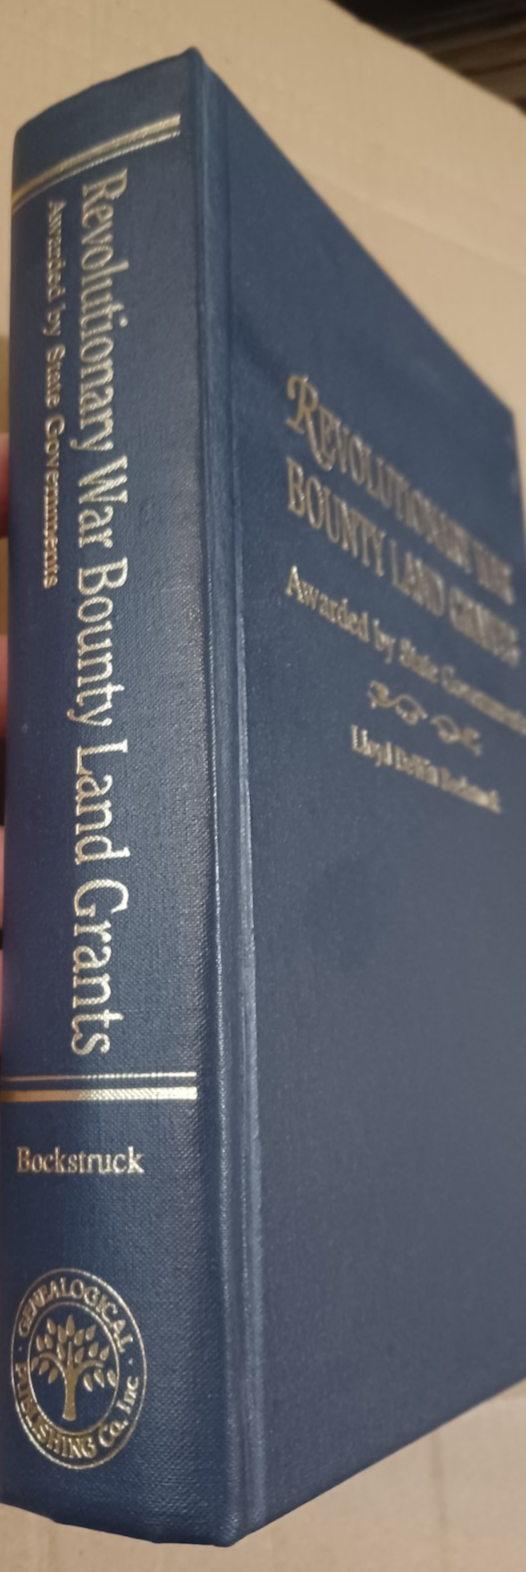 Revolutionary War Bounty Land Grants
Awarded by State Governments
Bockstruck
GENEALOGICAL
PUBLISHING Co. Inc.
REVOLUTIONARY WAR
BOUNTY LAND GRANTS
Awarded by State Governments
Lloyd DeWitt Bockstruck